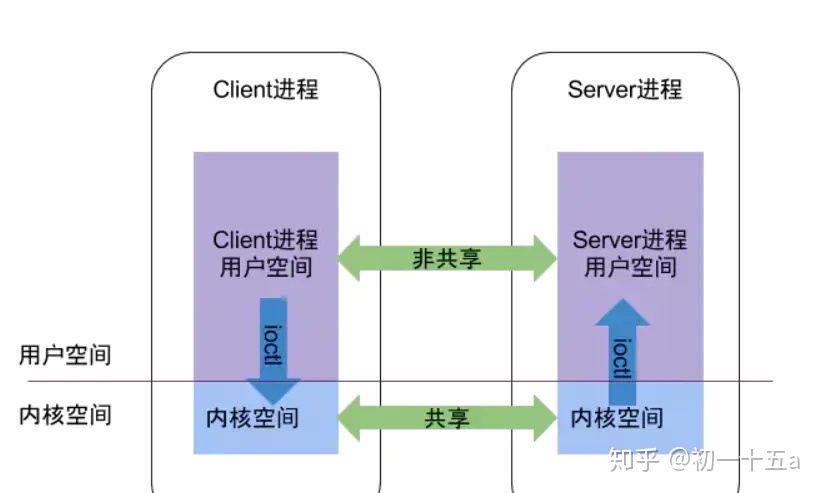 Client进程
Server进程
Client进程
用户空间
非共享
Server进程
用户空间
ioctl
ioctl
用户空间
内核空间
内核空间
共享
内核空间
知乎 @初一十五a